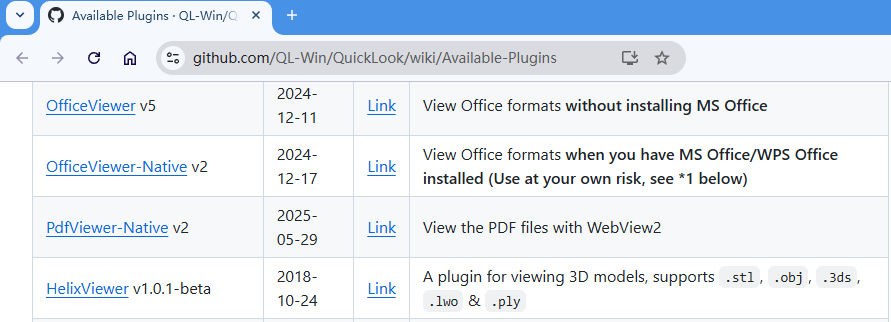 Available Plugins · QL-Win/Q
github.com/QL-Win/QuickLook/wiki/Available-Plugins
OfficeViewer v5
2024-
12-11
Link
View Office formats without installing MS Office
OfficeViewer-Native v2
2024-
12-17
Link
View Office formats when you have MS Office/WPS Office
installed (Use at your own risk, see *1 below)
PdfViewer-Native v2
2025-
05-29
Link
View the PDF files with WebView2
HelixViewer v1.0.1-beta
2018-
10-24
Link
A plugin for viewing 3D models, supports .stl, .obj, .3ds,
.lwo & .ply